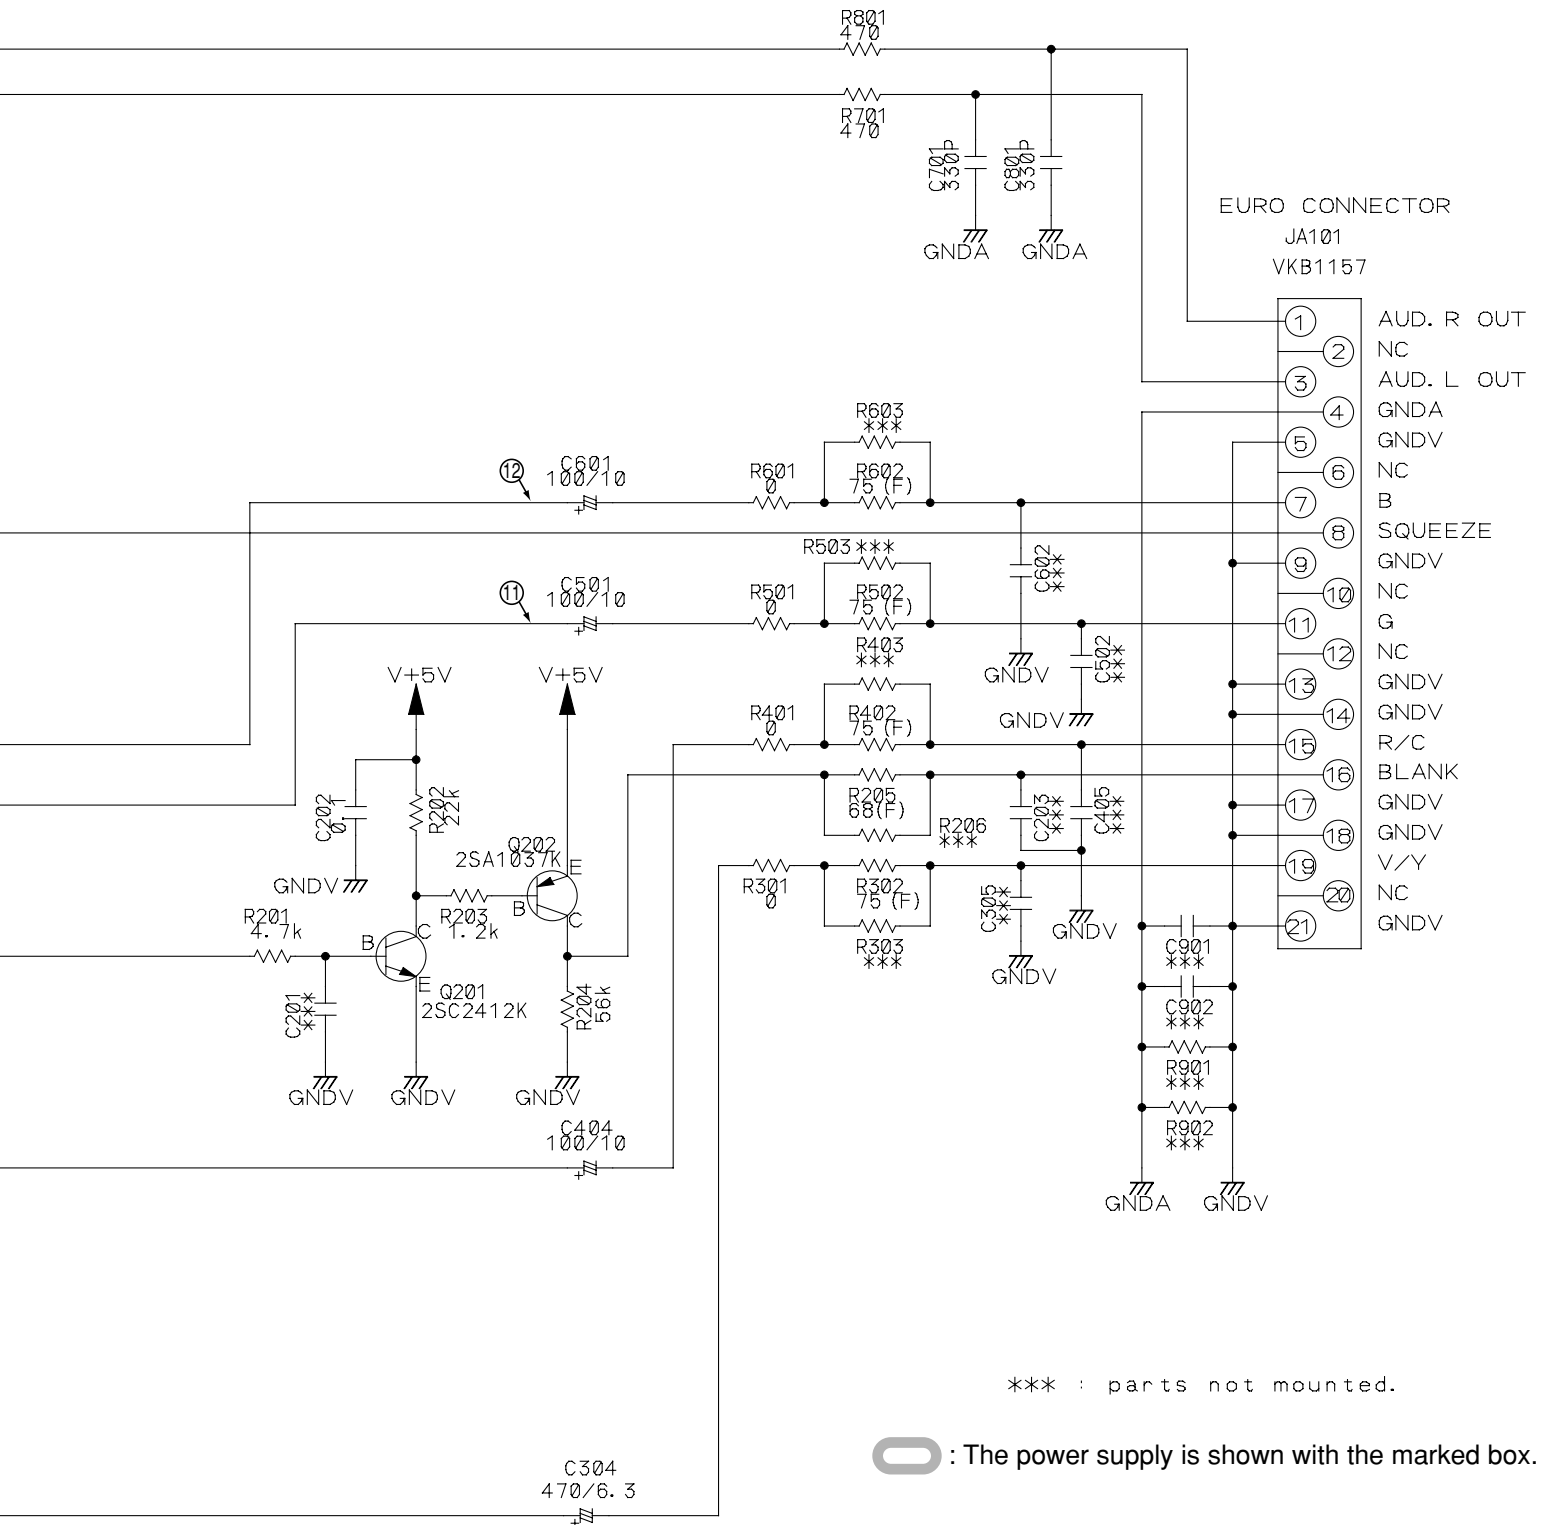 R801
470
R701
470
C701
330P
C801
330P
GNDA
GNDA
EURO CONNECTOR
JA101
VKB1157
1
AUD. R OUT
2
NC
3
AUD. L OUT
4
GNDA
5
GNDV
6
NC
7
B
8
SQUEEZE
9
GNDV
10
NC
11
G
12
NC
13
GNDV
14
GNDV
15
R/C
16
BLANK
17
GNDV
18
GNDV
19
V/Y
20
NC
21
GNDV
R603
***
12
C601
100/10
+
R601
0
R602
75 (F)
C602
***
GNDV
R503 ***
11
C501
100/10
+
R501
0
R502
75 (F)
C502
***
GNDV
R403
***
V+5V
V+5V
R401
0
R402
75 (F)
C202
0.1
R202
22k
GNDV
R205
68(F)
R206
***
C203
***
C405
***
GNDV
Q202
2SA1037K
E
B
C
R203
1.2k
R301
0
R302
75 (F)
R303
***
C305
***
GNDV
R201
4.7k
B
C
E
Q201
2SC2412K
C201
***
R204
56k
GNDV
GNDV
GNDV
C901
***
C902
***
R901
***
R902
***
GNDA
GNDV
C404
100/10
+
*** : parts not mounted.
: The power supply is shown with the marked box.
C304
470/6.3
+